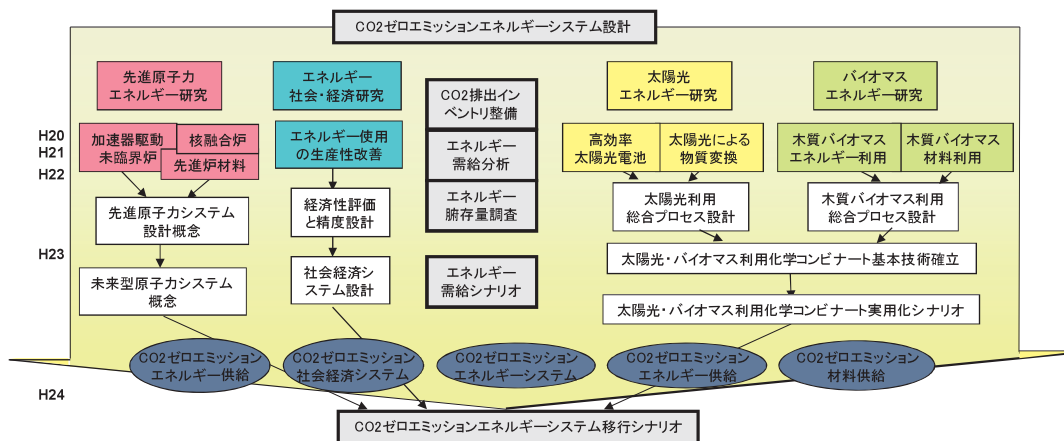 CO2ゼロエミッションエネルギーシステム設計
先進原子力
エネルギー研究
エネルギー
社会・経済研究
CO2排出イン
ベントリ整備
太陽光
エネルギー研究
バイオマス
エネルギー研究
H20
H21
H22
H23
H24
加速器駆動
未臨界炉
核融合炉
先進炉材料
エネルギー使用
の生産性改善
エネルギー
需給分析
高効率
太陽光電池
太陽光による
物質変換
木質バイオマス
エネルギー利用
木質バイオマス
材料利用
先進原子力システム
設計概念
経済性評価
と精度設計
エネルギー
腑存量調査
太陽光利用
総合プロセス設計
木質バイオマス利用
総合プロセス設計
未来型原子力システム
概念
社会経済シ
ステム設計
エネルギー
需給シナリオ
太陽光・バイオマス利用化学コンビナート基本技術確立
太陽光・バイオマス利用化学コンビナート実用化シナリオ
CO2ゼロエミッション
エネルギー供給
CO2ゼロエミッション
社会経済システム
CO2ゼロエミッション
エネルギーシステム
CO2ゼロエミッション
エネルギー供給
CO2ゼロエミッション
材料供給
CO2ゼロエミッションエネルギーシステム移行シナリオ